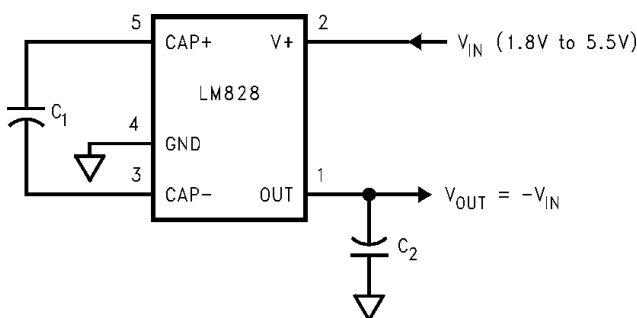 5 CAP+ V+ 2 V_IN (1.8V to 5.5V)
LM828
C_1
4 GND
3 CAP- OUT 1 V_OUT = -V_IN
C_2